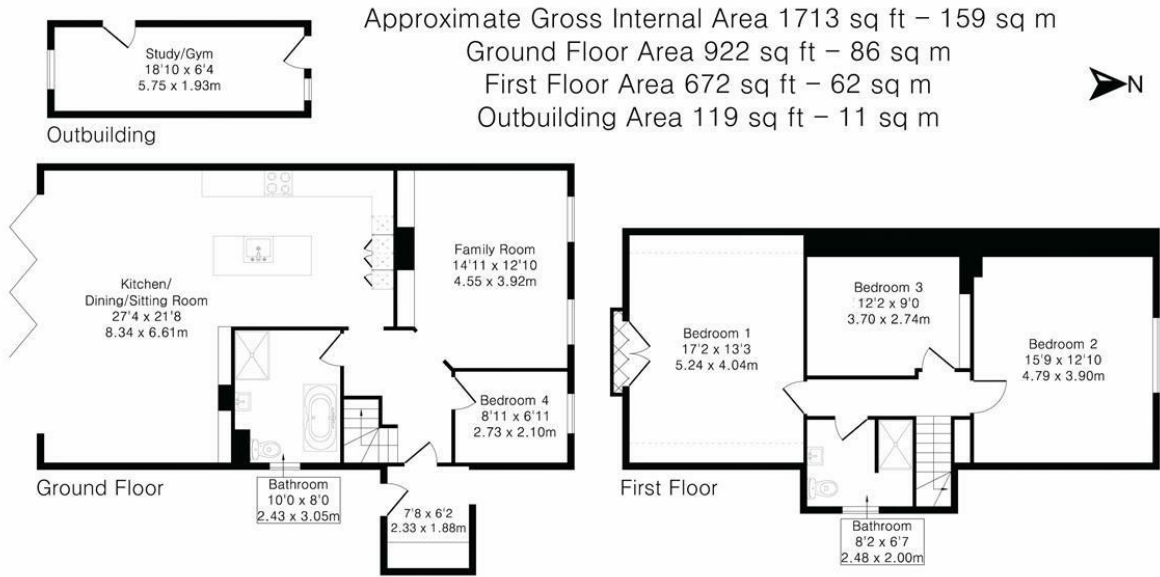 Approximate Gross Internal Area 1713 sq ft – 159 sq m
Ground Floor Area 922 sq ft – 86 sq m
First Floor Area 672 sq ft – 62 sq m
Outbuilding Area 119 sq ft – 11 sq m
N
Study/Gym
18'10 x 6'4
5.75 x 1.93m
Outbuilding
Kitchen/
Dining/Sitting Room
27'4 x 21'8
8.34 x 6.61m
Family Room
14'11 x 12'10
4.55 x 3.92m
Bedroom 4
8'11 x 6'11
2.73 x 2.10m
Bathroom
10'0 x 8'0
2.43 x 3.05m
7'8 x 6'2
2.33 x 1.88m
Ground Floor
Bedroom 1
17'2 x 13'3
5.24 x 4.04m
Bedroom 3
12'2 x 9'0
3.70 x 2.74m
Bedroom 2
15'9 x 12'10
4.79 x 3.90m
Bathroom
8'2 x 6'7
2.48 x 2.00m
First Floor